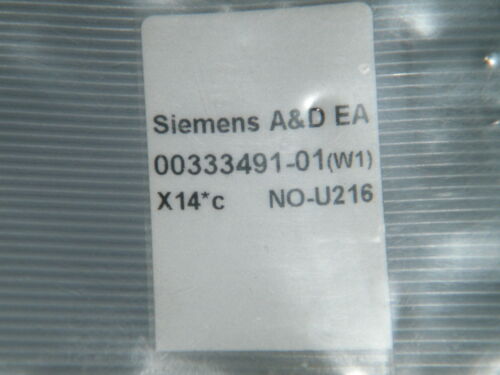 Siemens A&D EA
00333491-01(W1)
X14*c NO-U216